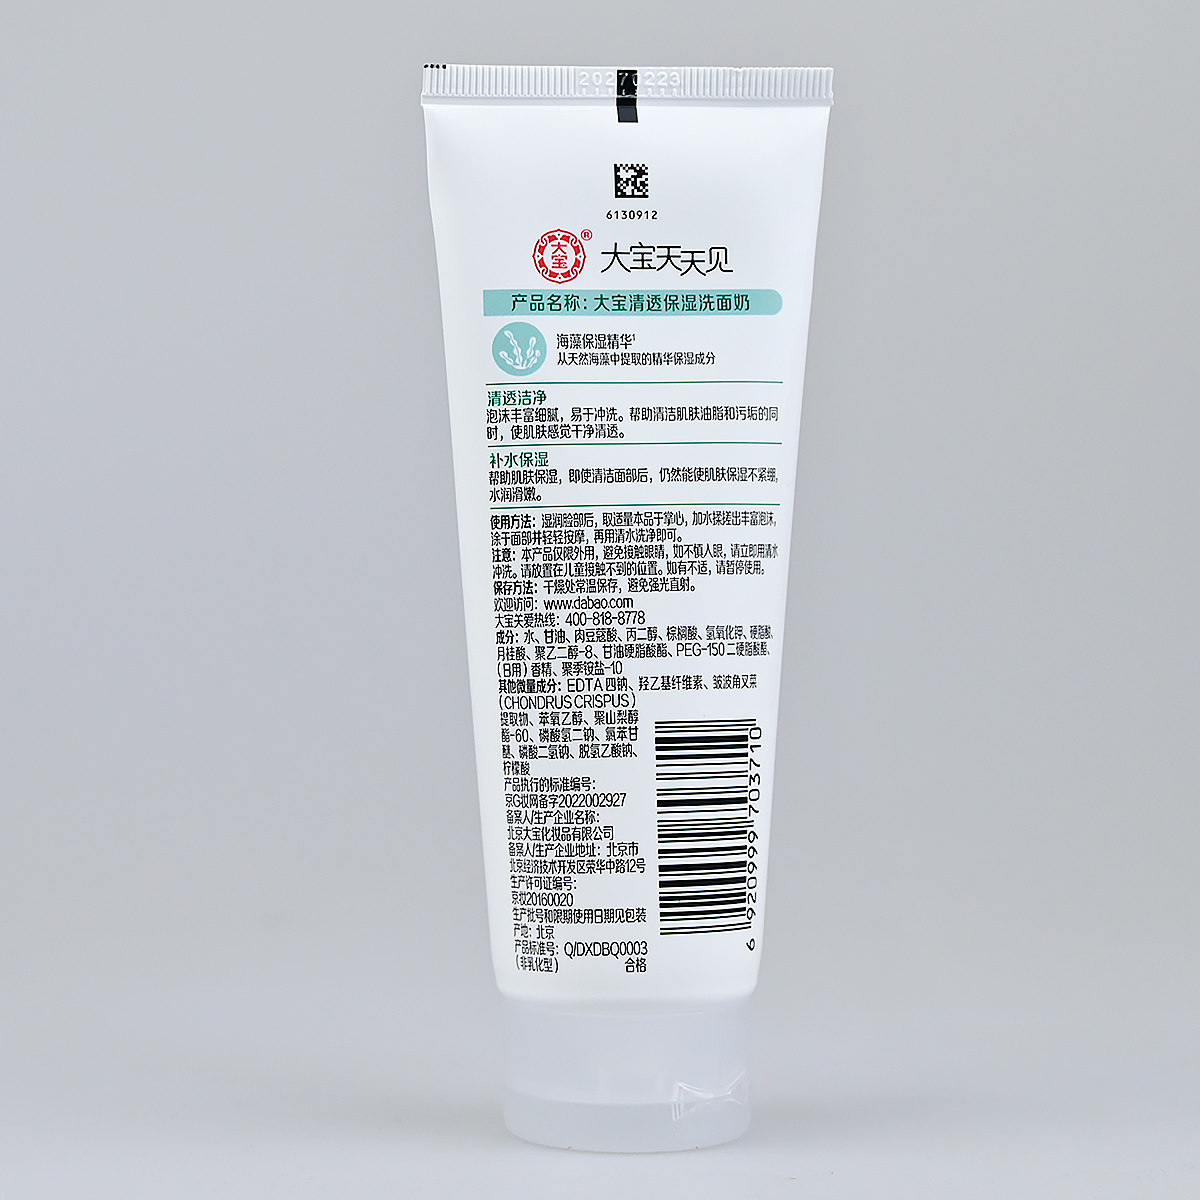 20270223
6130912
大宝®
大宝天天见
产品名称：大宝清透保湿洗面奶
海藻保湿精华¹
从天然海藻中提取的精华保湿成分
清透洁净
泡沫丰富细腻，易于冲洗。帮助清洁肌肤油脂和污垢的同
时，使肌肤感觉干净清透。
补水保湿
帮助肌肤保湿，即使清洁面部后，仍然能使肌肤保湿不紧绷，
水润滑嫩。
使用方法：湿润脸部后，取适量本品于掌心，加水揉搓出丰富泡沫，
涂于面部并轻轻按摩，再用清水洗净即可。
注意：本产品仅限外用，避免接触眼睛，如不慎入眼，请立即用清水
冲洗。请放置在儿童接触不到的位置。如有不适，请暂停使用。
保存方法：干燥处常温保存，避免强光直射。
欢迎访问：www.dabao.com
大宝关爱热线：400-818-8778
成分：水、甘油、肉豆蔻酸、丙二醇、棕榈酸、氢氧化钾、硬脂酸、
月桂酸、聚乙二醇-8、甘油硬脂酸酯、PEG-150 二硬脂酸酯、
（日用）香精、聚季铵盐-10
其他微量成分：EDTA 四钠、羟乙基纤维素、皱波角叉菜
（CHONDRUS CRISPUS）
提取物、苯氧乙醇、聚山梨醇
酯-60、磷酸氢二钠、氯苯甘
醚、磷酸二氢钠、脱氢乙酸钠、
柠檬酸
产品执行的标准编号：
京G妆网备字2022002927
备案人/生产企业名称：
北京大宝化妆品有限公司
备案人/生产企业地址：北京市
北京经济技术开发区荣华中路12号
生产许可证编号：
京妆20160020
生产批号和限期使用日期见包装
产地：北京
产品标准号：Q/DXDBQ0003
（非乳化型） 合格
6 920999 703710